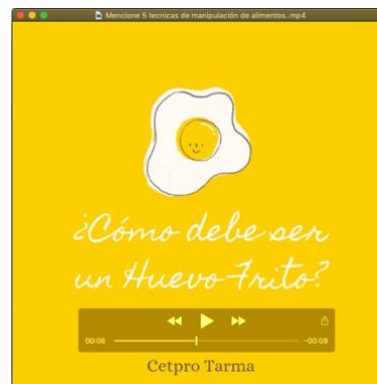 Mencione 5 tecnicas de manipulación de alimentos..mp4
¿Cómo debe ser
un Huevo Frito?
00:06
-00:09
Cetpro Tarma